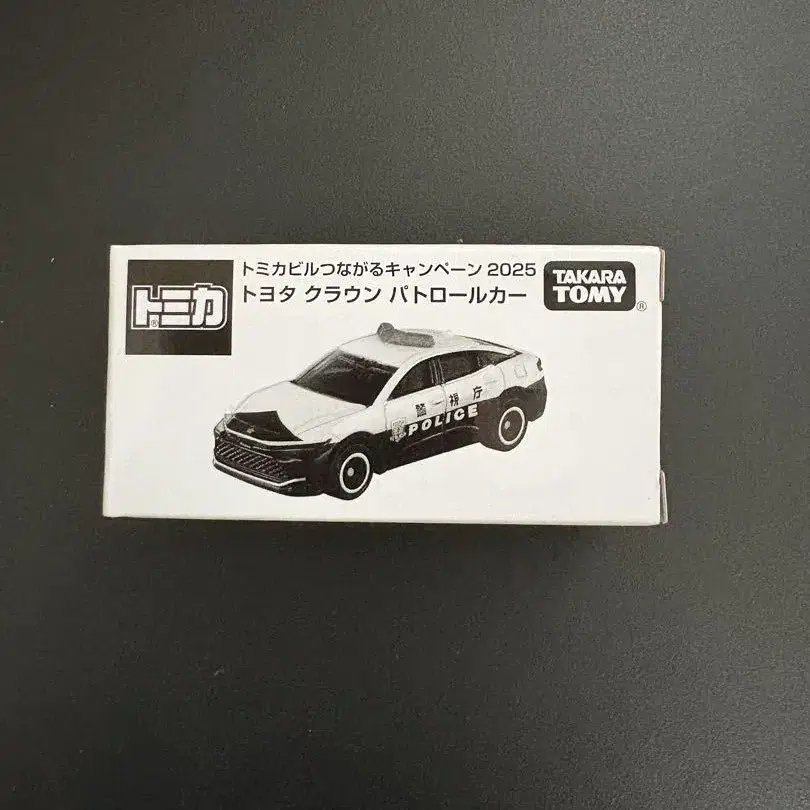 トミカ
トミカビルつながるキャンペーン 2025
トヨタ クラウン パトロールカー
TAKARA
TOMY
警視庁
POLICE